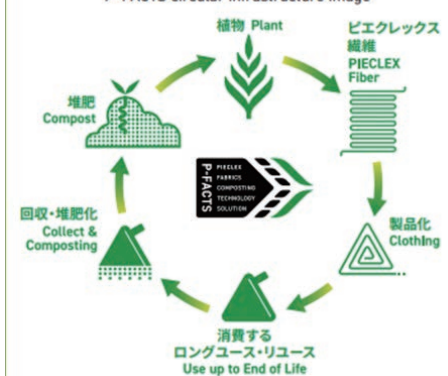 植物 Plant
ピエクレックス
繊維
PIECLEX
Fiber
堆肥
Compost
P-FACTS
PIECLEX
FABRICS
COMPOSTING
TECHNOLOGY
SOLUTION
回収・堆肥化
Collect &
Composting
製品化
Clothing
消費する
ロングユース・リユース
Use up to End of Life